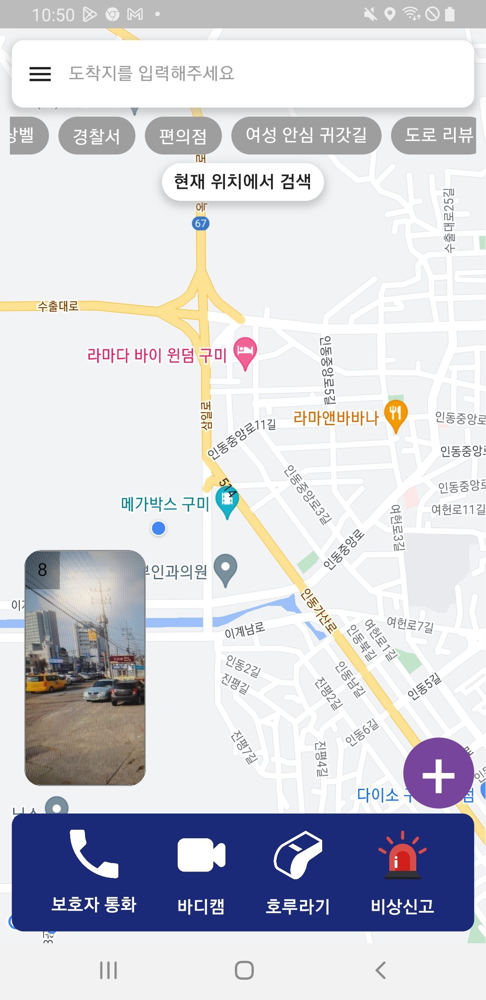 10:50
도착지를 입력해주세요
상벨
경찰서
편의점
여성 안심 귀갓길
도로 리뷰
로
현재 위치에서 검색
옥
67
수출대로25길
수출대로
라마다 바이 윈덤 구미
인동중앙로5길
라마앤바바나
삼일로
인동중앙로11길
인동중앙로
인동중앙로
인동중앙로3길
514
인동중앙로
메가박스 구미
여헌로11길
여헌로3길
인동중앙로
8
부인과의원
이계남로
인동가산로
여헌로7길
여헌로1길
인동북길
인동2길
진평길
인동남길
진평2길
인동5길
TOP
인동6길
진평7길
진평4길
다이소 구
점
보호자 통화
바디캠
호루라기
비상신고